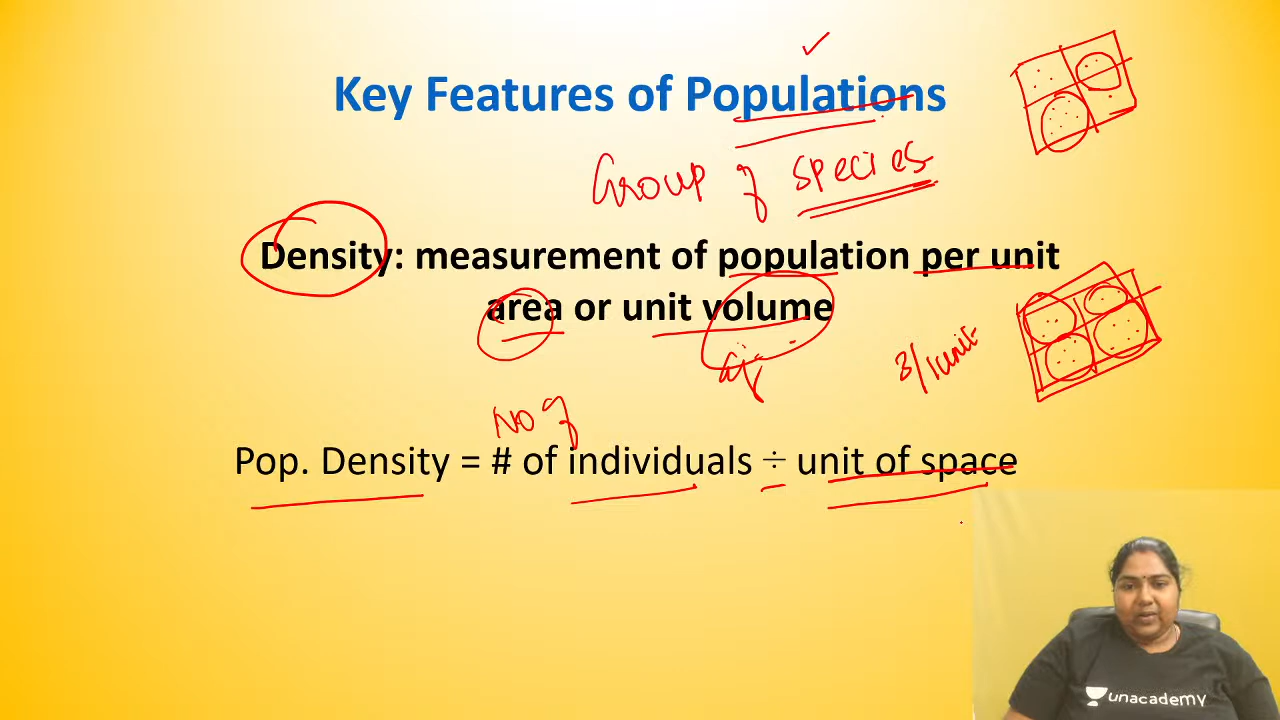 Key Features of Populations
Group of species
Density: measurement of population per unit
area or unit volume
3/1unit
No of
Pop. Density = # of individuals ÷ unit of space
unacademy